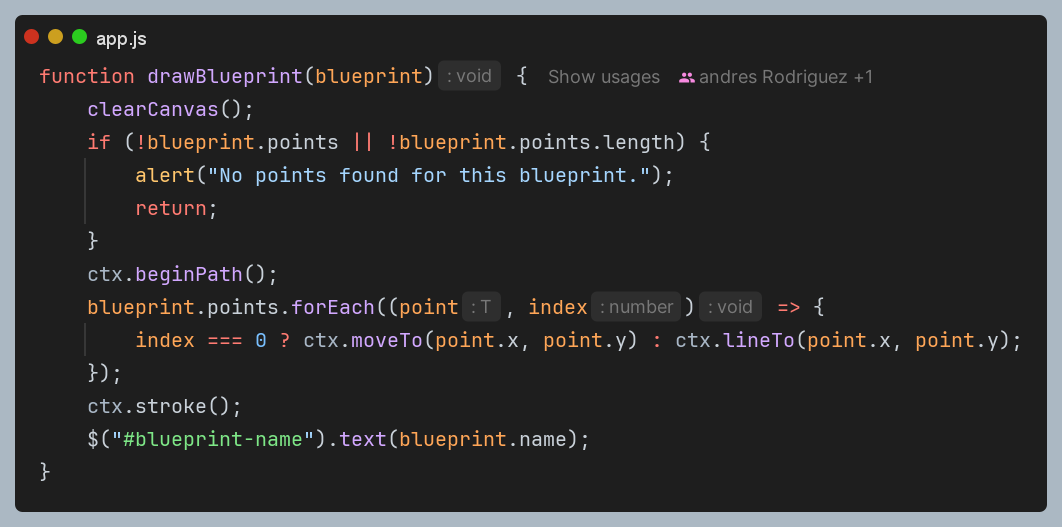 app.js
function drawBlueprint(blueprint) : void { Show usages andres Rodriguez +1
    clearCanvas();
    if (!blueprint.points || !blueprint.points.length) {
        alert("No points found for this blueprint.");
        return;
    }
    ctx.beginPath();
    blueprint.points.forEach((point : T , index : number ) : void => {
        index === 0 ? ctx.moveTo(point.x, point.y) : ctx.lineTo(point.x, point.y);
    });
    ctx.stroke();
    $("#blueprint-name").text(blueprint.name);
}